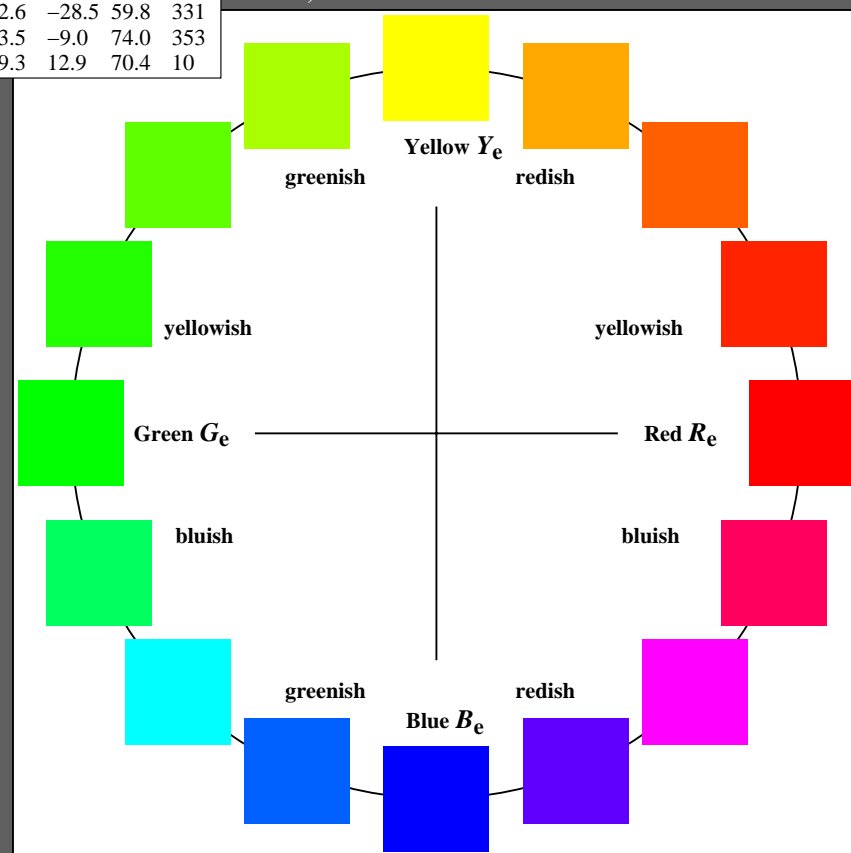 2.6 –28.5 59.8 331
3.5 –9.0 74.0 353
9.3 12.9 70.4 10
Yellow Ye
greenish redish
yellowish yellowish
Green Ge Red Re
bluish bluish
greenish redish
Blue Be